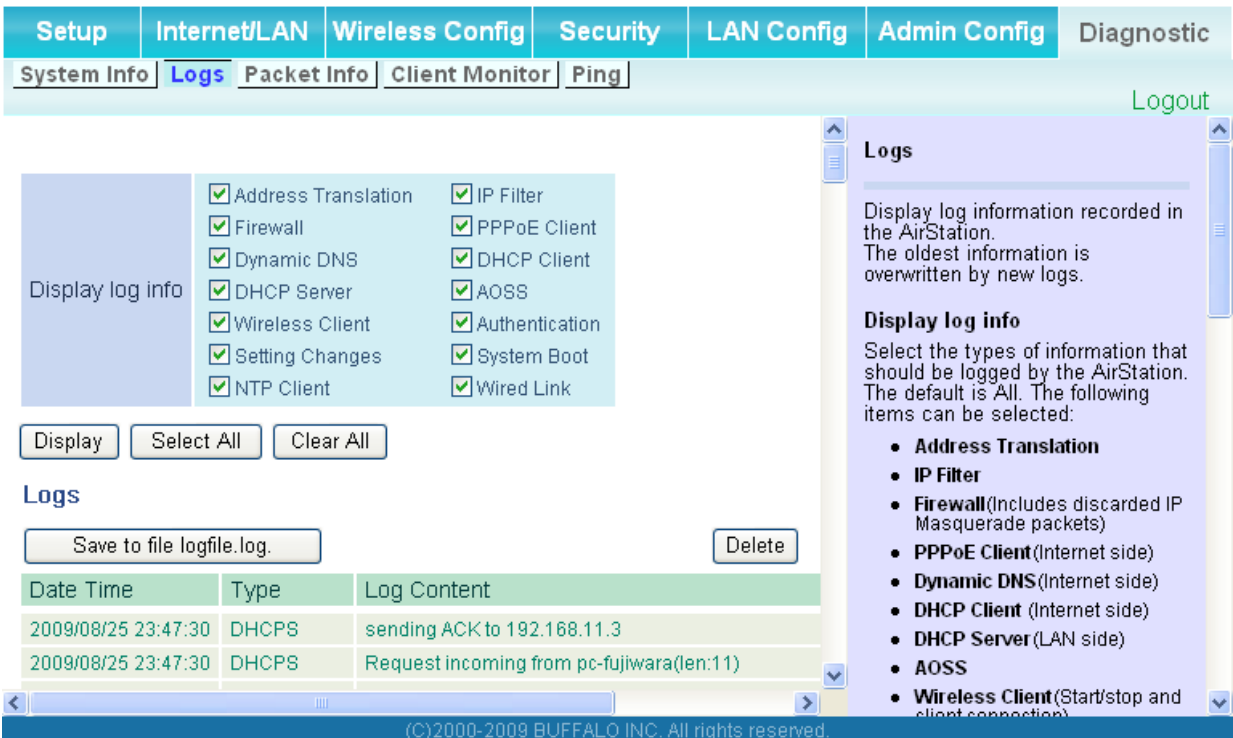 Setup Internet/LAN Wireless Config Security LAN Config Admin Config Diagnostic
System Info Logs Packet Info Client Monitor Ping
Logout
Display log info
Address Translation IP Filter
Firewall PPPoE Client
Dynamic DNS DHCP Client
DHCP Server AOSS
Wireless Client Authentication
Setting Changes System Boot
NTP Client Wired Link
Display Select All Clear All
Logs
Save to file logfile.log. Delete
Date Time Type Log Content
2009/08/25 23:47:30 DHCPS sending ACK to 192.168.11.3
2009/08/25 23:47:30 DHCPS Request incoming from pc-fujiwara(len:11)
Logs
Display log information recorded in
the AirStation.
The oldest information is
overwritten by new logs.
Display log info
Select the types of information that
should be logged by the AirStation.
The default is All. The following
items can be selected:
● Address Translation
● IP Filter
● Firewall(Includes discarded IP
Masquerade packets)
● PPPoE Client(Internet side)
● Dynamic DNS(Internet side)
● DHCP Client (Internet side)
● DHCP Server(LAN side)
● AOSS
● Wireless Client(Start/stop and
client connection)
(C)2000-2009 BUFFALO INC. All rights reserved.